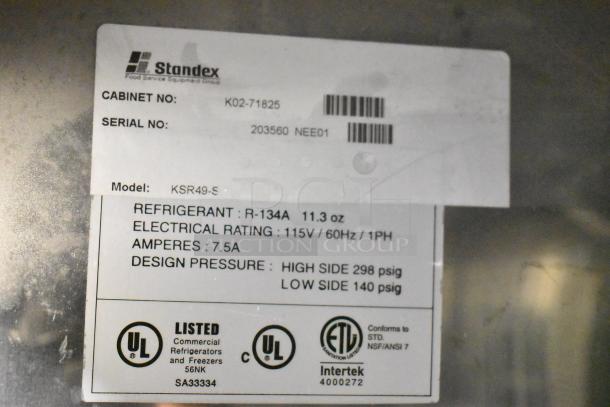 Standex
Food Service Equipment Group
CABINET NO: K02-71825
SERIAL NO: 203560 NEE01
Model: KSR49-S
REFRIGERANT : R-134A 11.3 oz
ELECTRICAL RATING : 115V / 60Hz / 1PH
AMPERES : 7.5A
DESIGN PRESSURE : HIGH SIDE 298 psig
LOW SIDE 140 psig
AUCTION GROUP
UL
LISTED
Commercial
Refrigerators
and Freezers
56NK
SA33334
C UL
ETL
Intertek
4000272
Conforms to
STD.
NSF/ANSI 7